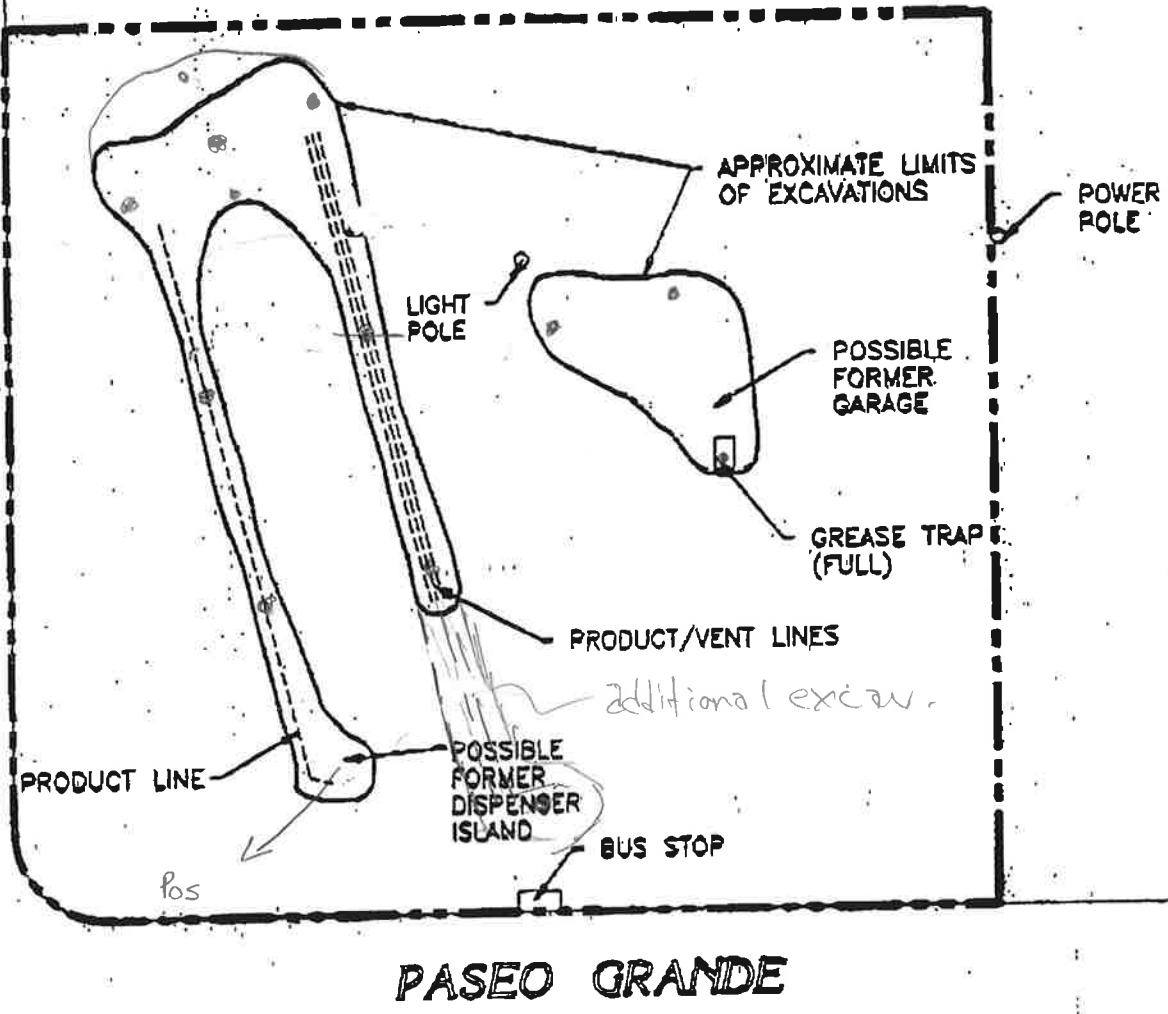 APPROXIMATE LIMITS
OF EXCAVATIONS
POWER
POLE
LIGHT
POLE
POSSIBLE
FORMER
GARAGE
GREASE TRAP
(FULL)
PRODUCT/VENT LINES
additional excav.
PRODUCT LINE
POSSIBLE
FORMER
DISPENSER
ISLAND
BUS STOP
Pos
PASEO GRANDE